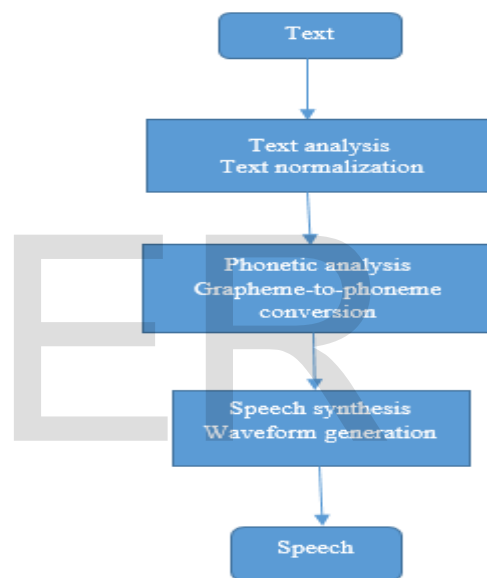 Text
Text analysis
Text normalization
Phonetic analysis
Grapheme-to-phoneme
conversion
ER
Speech synthesis
Waveform generation
Speech